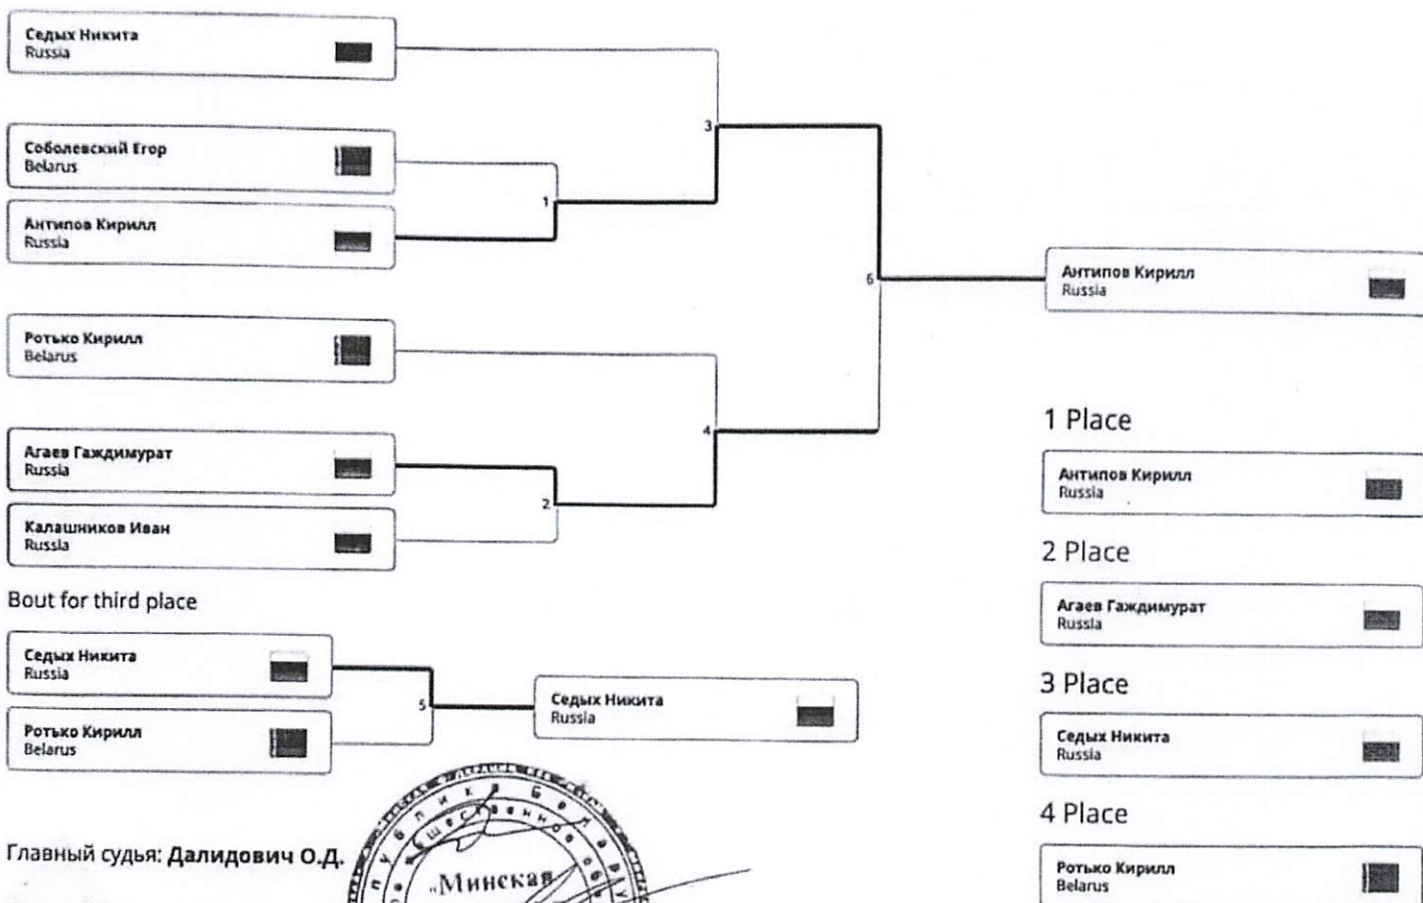 Седых Никита
Russia
Соболевский Егор
Belarus
Антипов Кирилл
Russia
Ротько Кирилл
Belarus
Агаев Гаждимурат
Russia
Калашников Иван
Russia
1
2
3
4
6
Антипов Кирилл
Russia
Bout for third place
Седых Никита
Russia
Ротько Кирилл
Belarus
5
Седых Никита
Russia
1 Place
Антипов Кирилл
Russia
2 Place
Агаев Гаждимурат
Russia
3 Place
Седых Никита
Russia
4 Place
Ротько Кирилл
Belarus
Главный судья: Далидович О.Д.
"Минская